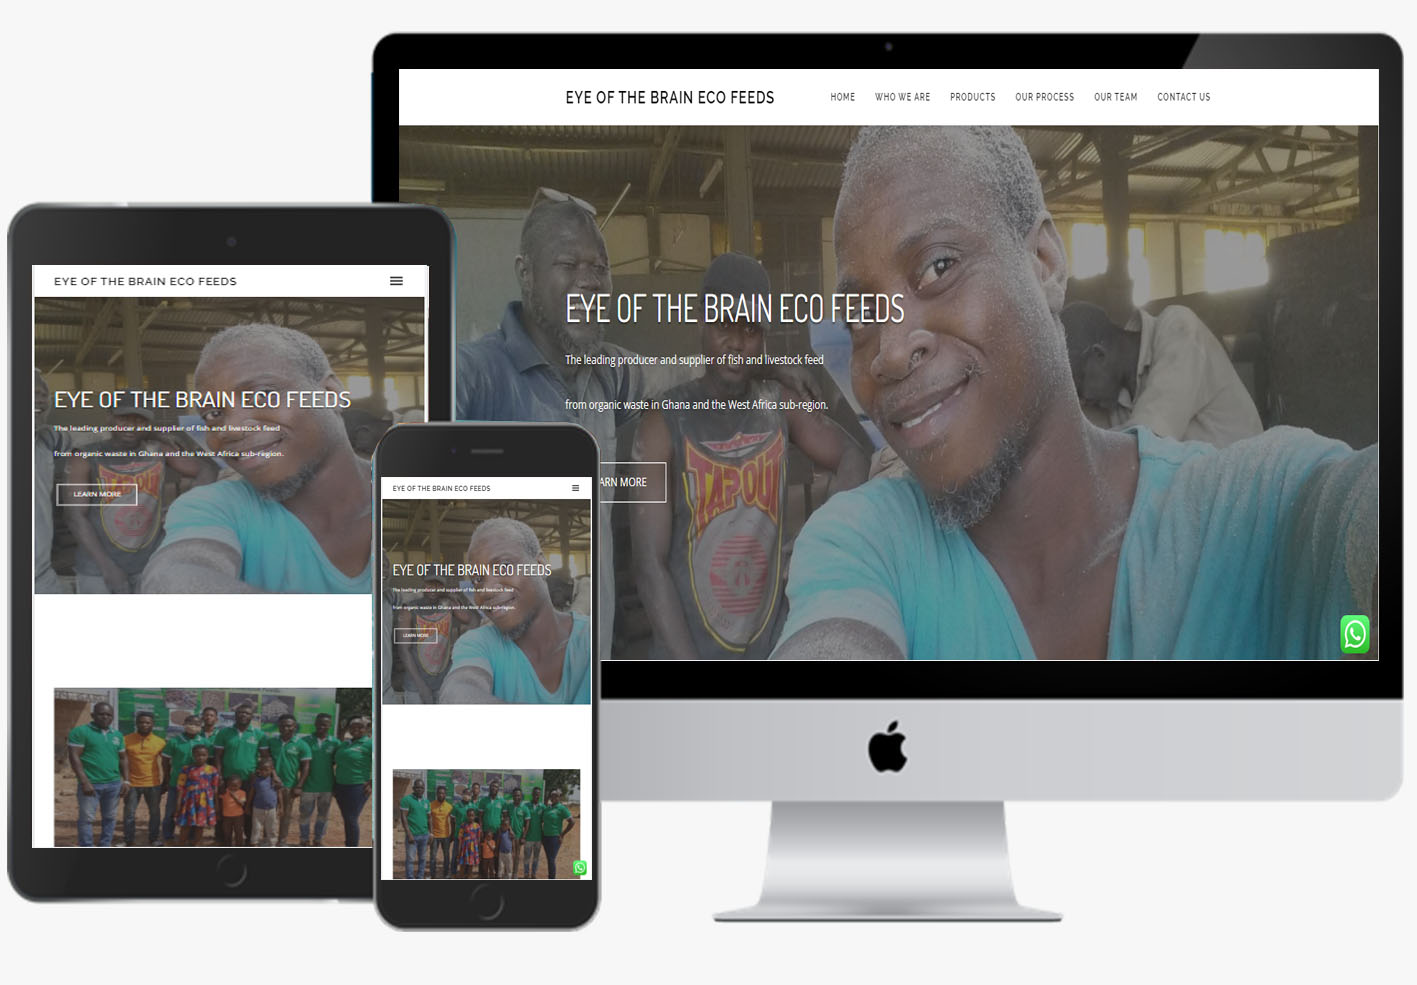 EYE OF THE BRAIN ECO FEEDS
HOME
WHO WE ARE
PRODUCTS
OUR PROCESS
OUR TEAM
CONTACT US
EYE OF THE BRAIN ECO FEEDS
The leading producer and supplier of fish and livestock feed
from organic waste in Ghana and the West Africa sub-region.
ARN MORE
TAPOUT
EYE OF THE BRAIN ECO FEEDS
EYE OF THE BRAIN ECO FEEDS
The leading producer and supplier of fish and livestock feed
from organic waste in Ghana and the West Africa sub-region.
LEARN MORE
EYE OF THE BRAIN ECO FEEDS
EYE OF THE BRAIN ECO FEEDS
The leading producer and supplier of fish and livestock feed
from organic waste in Ghana and the West Africa sub-region.
LEARN MORE